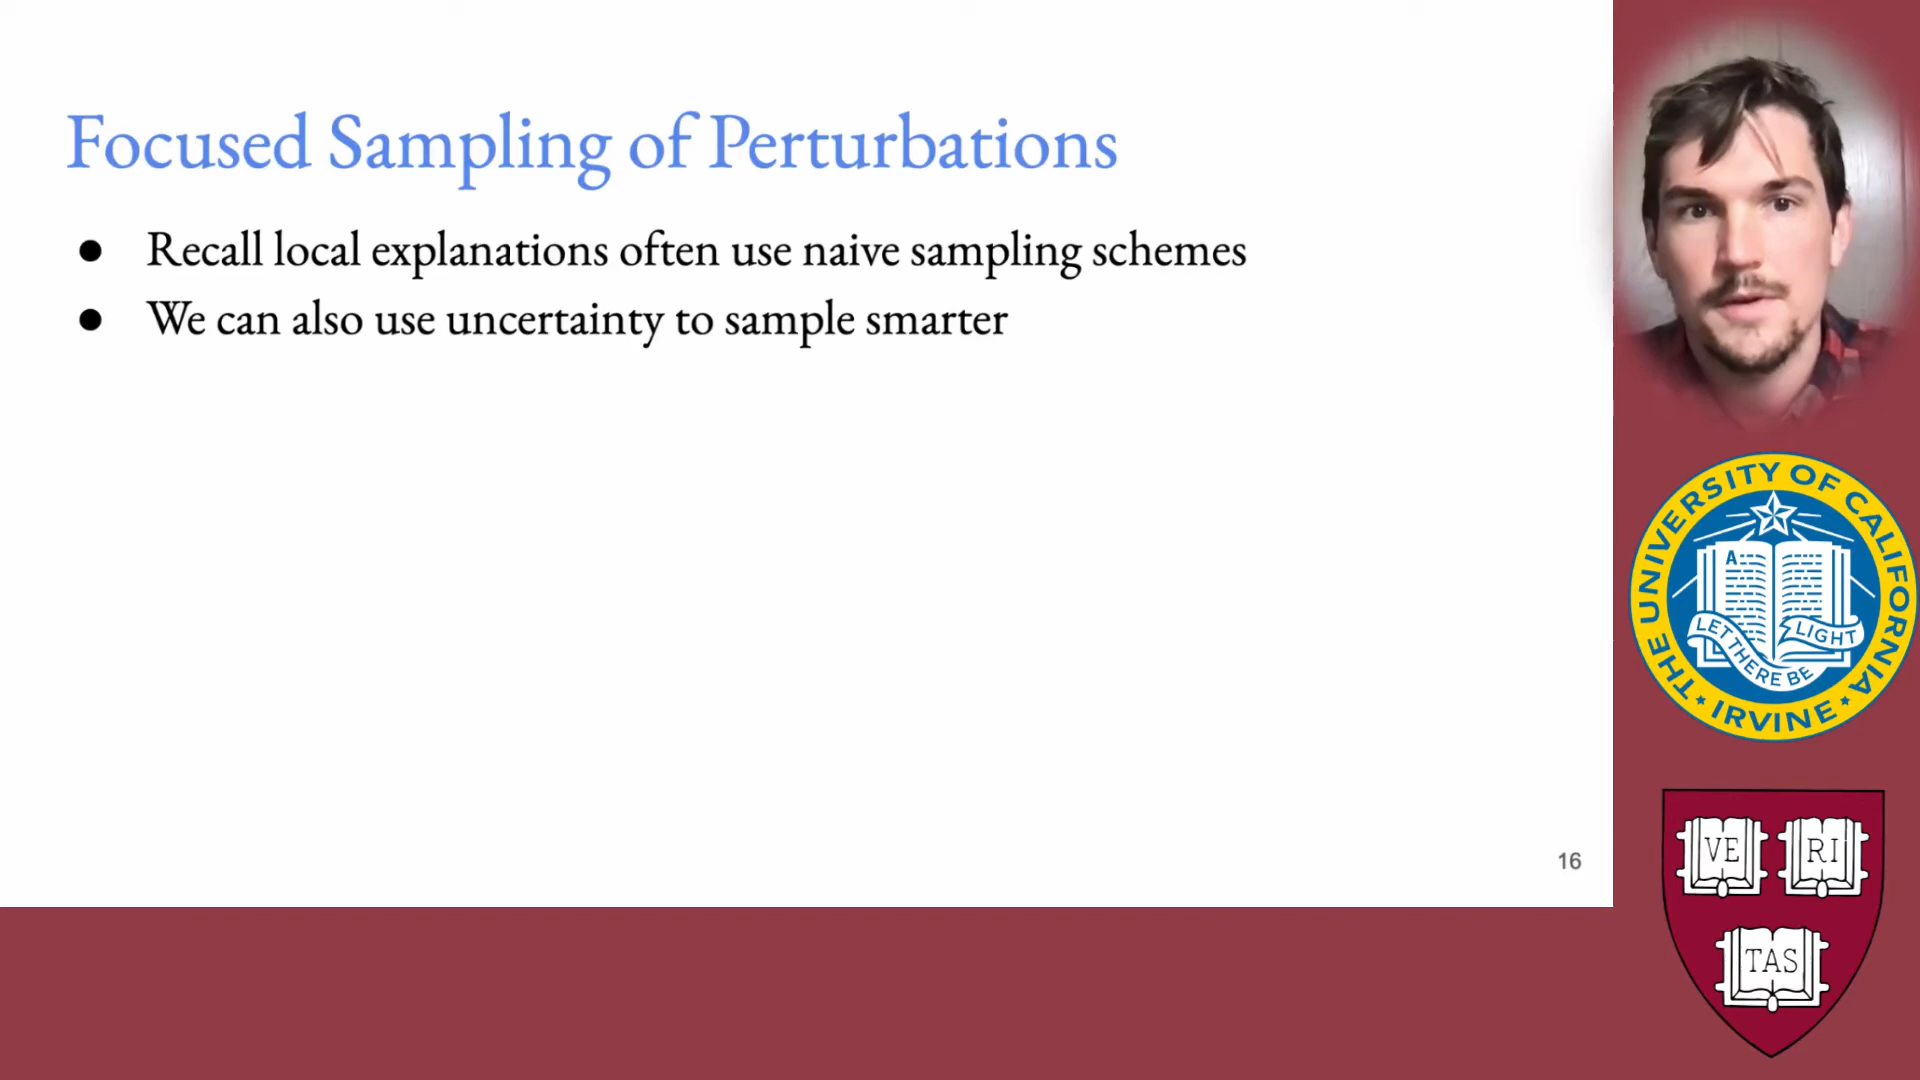 Focused Sampling of Perturbations
● Recall local explanations often use naive sampling schemes
● We can also use uncertainty to sample smarter
16
THE UNIVERSITY OF CALIFORNIA
A
LET THERE BE LIGHT
IRVINE
VE RI
TAS